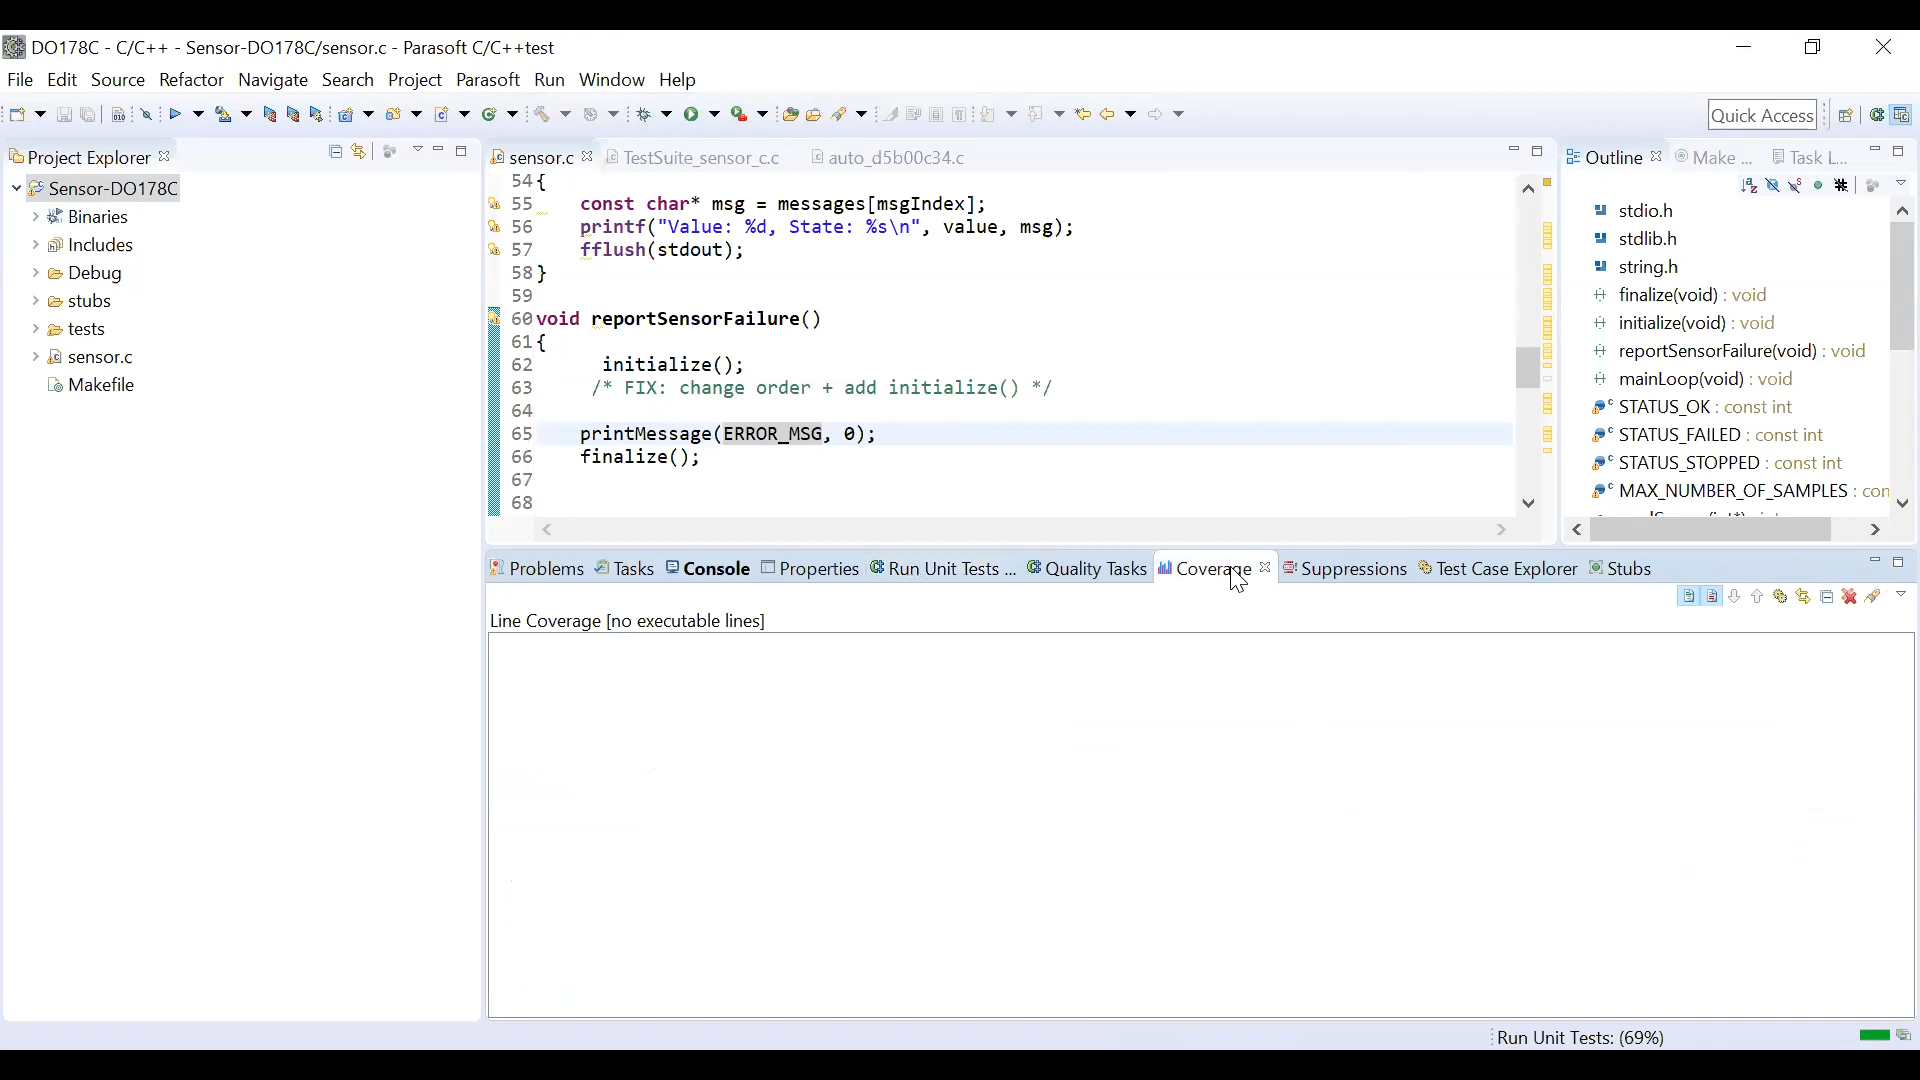 DO178C - C/C++ - Sensor-DO178C/sensor.c - Parasoft C/C++test
File Edit Source Refactor Navigate Search Project Parasoft Run Window Help
Quick Access
Project Explorer
Sensor-DO178C
Binaries
Includes
Debug
stubs
tests
sensor.c
Makefile
sensor.c TestSuite_sensor_c.c auto_d5b00c34.c
54 {
55 const char* msg = messages[msgIndex];
56 printf("Value: %d, State: %s\n", value, msg);
57 fflush(stdout);
58 }
59
60 void reportSensorFailure()
61 {
62 initialize();
63 /* FIX: change order + add initialize() */
64
65 printMessage(ERROR_MSG, 0);
66 finalize();
67
68
Outline Make ... Task L...
stdio.h
stdlib.h
string.h
finalize(void) : void
initialize(void) : void
reportSensorFailure(void) : void
mainLoop(void) : void
STATUS_OK : const int
STATUS_FAILED : const int
STATUS_STOPPED : const int
MAX_NUMBER_OF_SAMPLES : con
Problems Tasks Console Properties Run Unit Tests ... Quality Tasks Coverage Suppressions Test Case Explorer Stubs
Line Coverage [no executable lines]
Run Unit Tests: (69%)